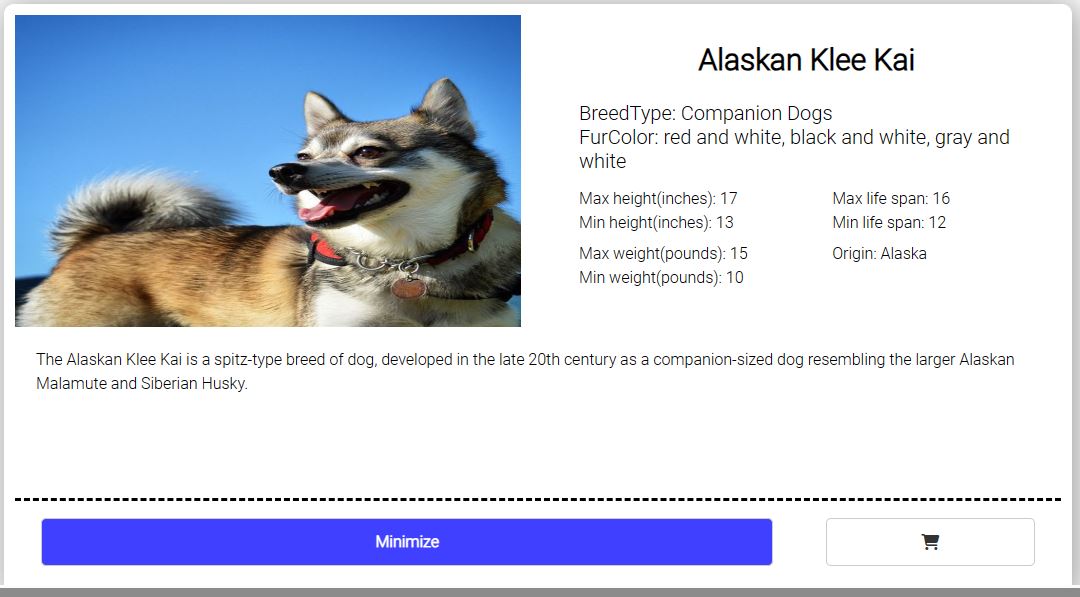 Alaskan Klee Kai
BreedType: Companion Dogs
FurColor: red and white, black and white, gray and
white
Max height(inches): 17
Min height(inches): 13
Max life span: 16
Min life span: 12
Max weight(pounds): 15
Min weight(pounds): 10
Origin: Alaska
The Alaskan Klee Kai is a spitz-type breed of dog, developed in the late 20th century as a companion-sized dog resembling the larger Alaskan
Malamute and Siberian Husky.
Minimize